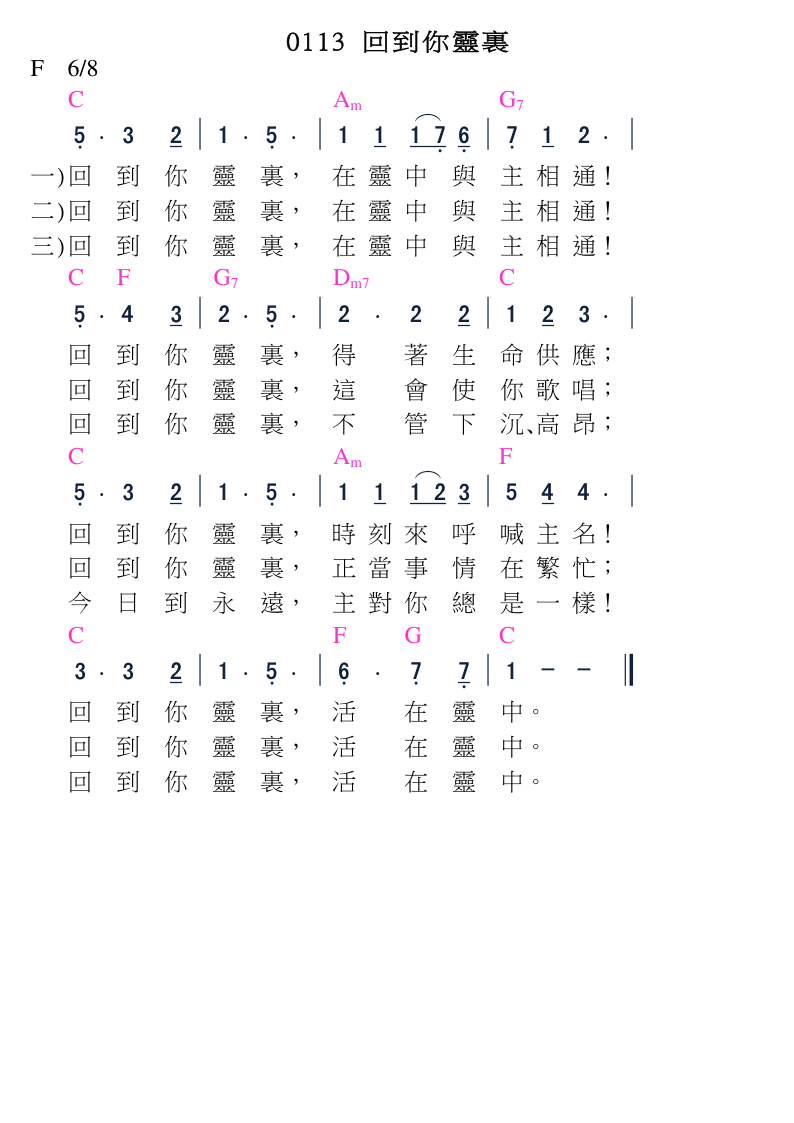 0113 回到你靈裏
F 6/8
C Am G7
5 · 3 2 | 1 · 5 · | 1 1 1 7 6 | 7 1 2 · |
一)回到你靈裏，在靈中與主相通！
二)回到你靈裏，在靈中與主相通！
三)回到你靈裏，在靈中與主相通！
C F G7 Dm7 C
5 · 4 3 | 2 · 5 · | 2 · 2 2 | 1 2 3 · |
回到你靈裏，得著生命供應；
回到你靈裏，這會使你歌唱；
回到你靈裏，不管下沉、高昂；
C Am F
5 · 3 2 | 1 · 5 · | 1 1 1 2 3 | 5 4 4 · |
回到你靈裏，時刻來呼喊主名！
回到你靈裏，正當事情在繁忙；
今日到永遠，主對你總是一樣！
C F G C
3 · 3 2 | 1 · 5 · | 6 · 7 7 | 1 – – ‖
回到你靈裏，活在靈中。
回到你靈裏，活在靈中。
回到你靈裏，活在靈中。